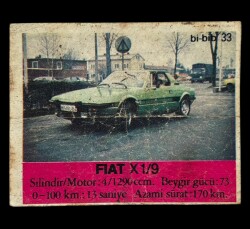 bi-bip 33
FIAT X 1/9
Silindir/Motor: 4/1290 ccm. Beygir gücü: 73
0-100 km : 13 saniye. Azami sürat: 170 km.